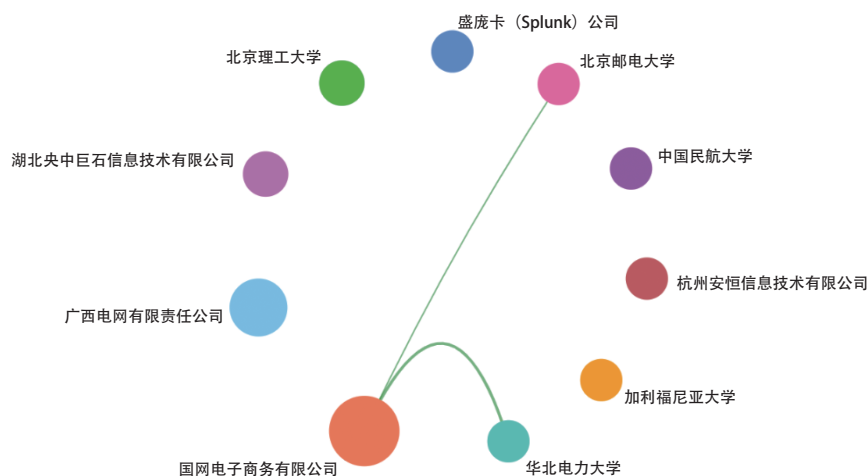 盛庞卡（Splunk）公司
北京理工大学
北京邮电大学
湖北央中巨石信息技术有限公司
中国民航大学
杭州安恒信息技术有限公司
广西电网有限责任公司
加利福尼亚大学
国网电子商务有限公司
华北电力大学